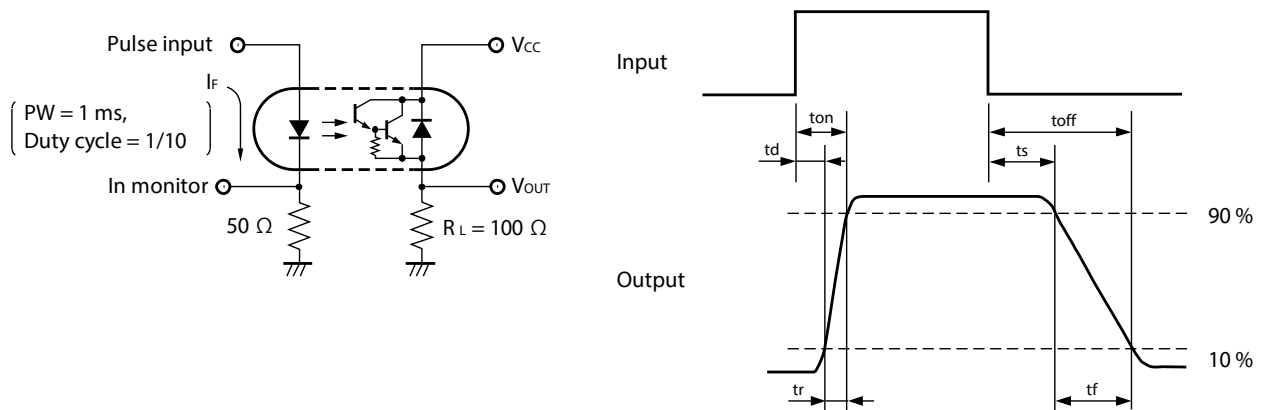 Pulse input
VCC
IF
PW = 1 ms,
Duty cycle = 1/10
In monitor
VOUT
50 Ω
R L = 100 Ω
Input
ton
toff
td
ts
90 %
Output
10 %
tr
tf